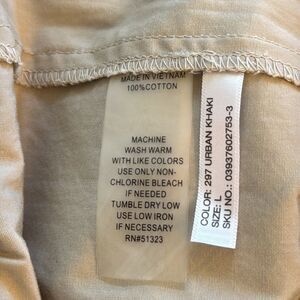 MADE IN VIETNAM
100%COTTON
MACHINE
WASH WARM
WITH LIKE COLORS
USE ONLY NON-
CHLORINE BLEACH
IF NEEDED
TUMBLE DRY LOW
USE LOW IRON
IF NECESSARY
RN#51323
COLOR: 297 URBAN KHAKI
SIZE: L
SKU NO.: 03937602753-3